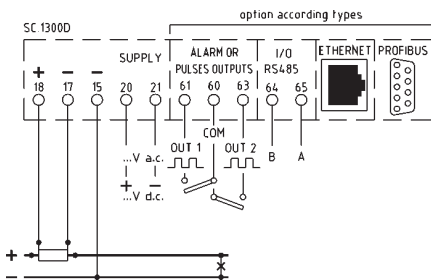 option according types
SC.1300D
SUPPLY
ALARM OR
PULSES OUTPUTS
I/O
RS485
ETHERNET
PROFIBUS
+ − −
18 17 15 20 21 61 60 63 64 65
...V a.c.
+ −
...V d.c.
COM
OUT 1
OUT 2
B A
+
−